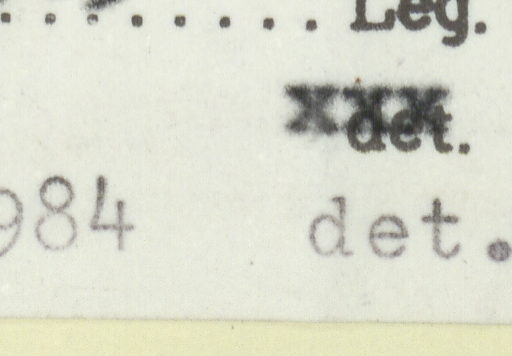 ........ Leg.
xxx det.
984 det.